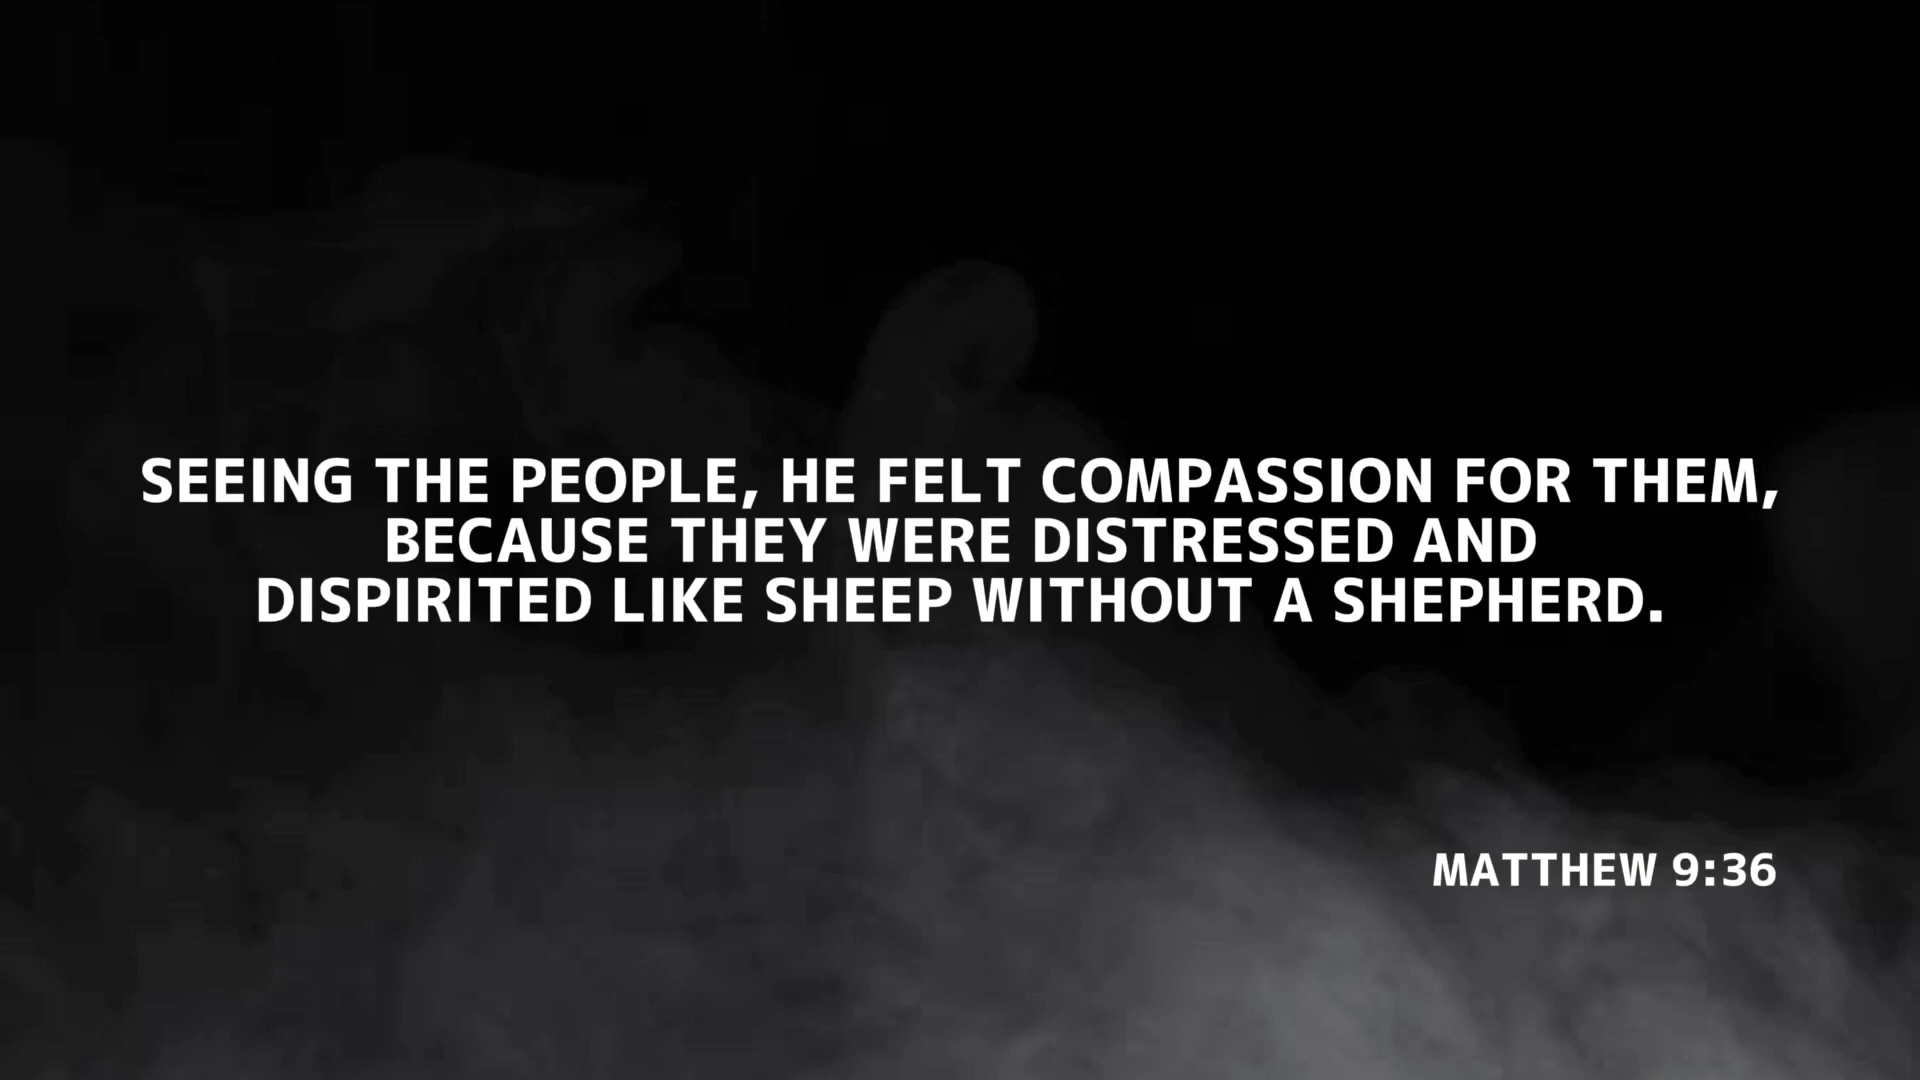 SEEING THE PEOPLE, HE FELT COMPASSION FOR THEM,
BECAUSE THEY WERE DISTRESSED AND
DISPIRITED LIKE SHEEP WITHOUT A SHEPHERD.
MATTHEW 9:36